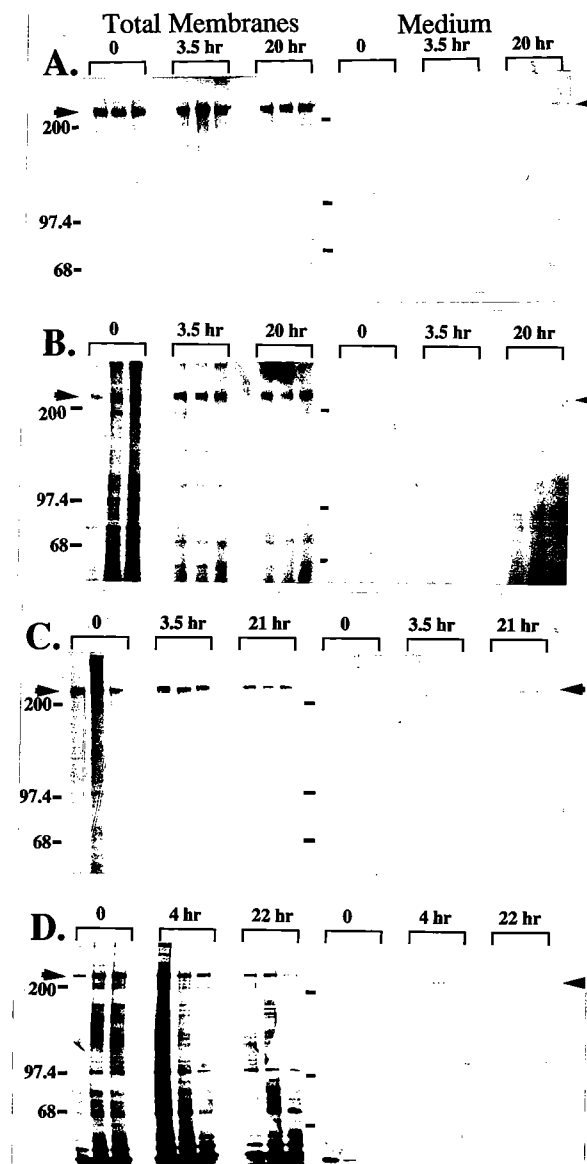 Total Membranes Medium
0 3.5 hr 20 hr 0 3.5 hr 20 hr
A.
200-
97.4-
68-
0 3.5 hr 20 hr 0 3.5 hr 20 hr
B.
200
97.4-
68-
0 3.5 hr 21 hr 0 3.5 hr 21 hr
C.
200
97.4-
68-
0 4 hr 22 hr 0 4 hr 22 hr
D.
200
97.4-
68-